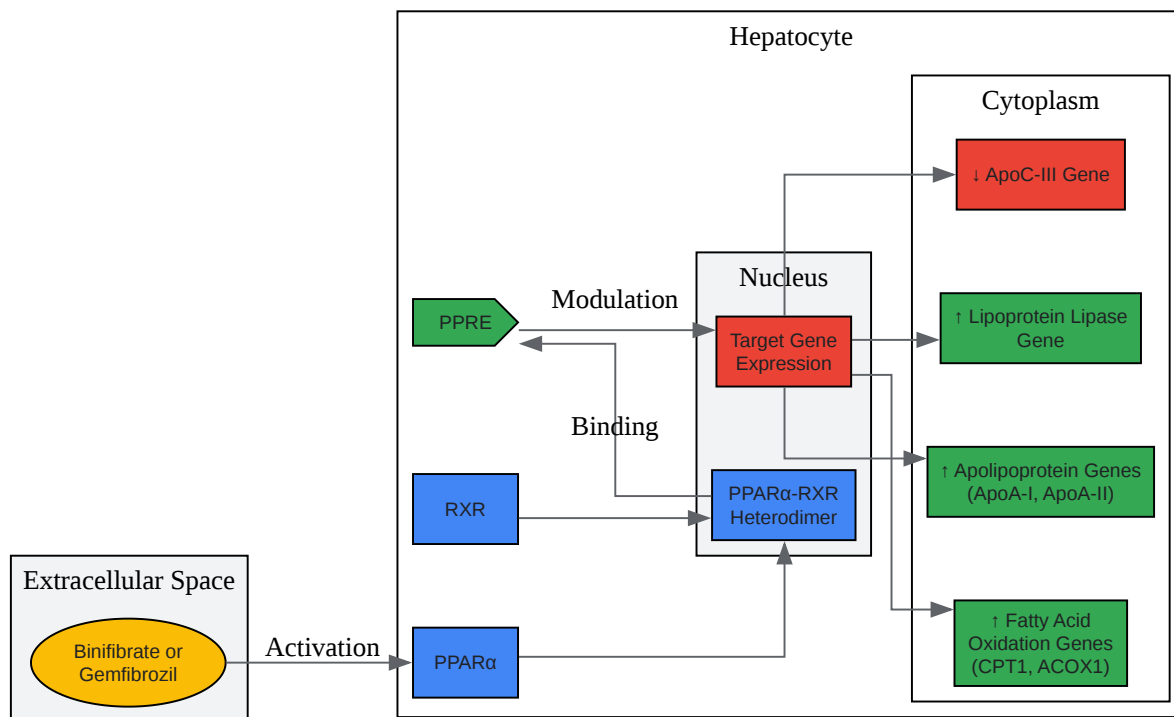 Hepatocyte
Cytoplasm
↓ ApoC-III Gene
Nucleus
Modulation
PPRE
↑ Lipoprotein Lipase
Gene
Target Gene
Expression
Binding
↑ Apolipoprotein Genes
(ApoA-I, ApoA-II)
RXR
PPARα-RXR
Heterodimer
Extracellular Space
Binifibrate or
Gemfibrozil
Activation
PPARα
↑ Fatty Acid
Oxidation Genes
(CPT1, ACOX1)